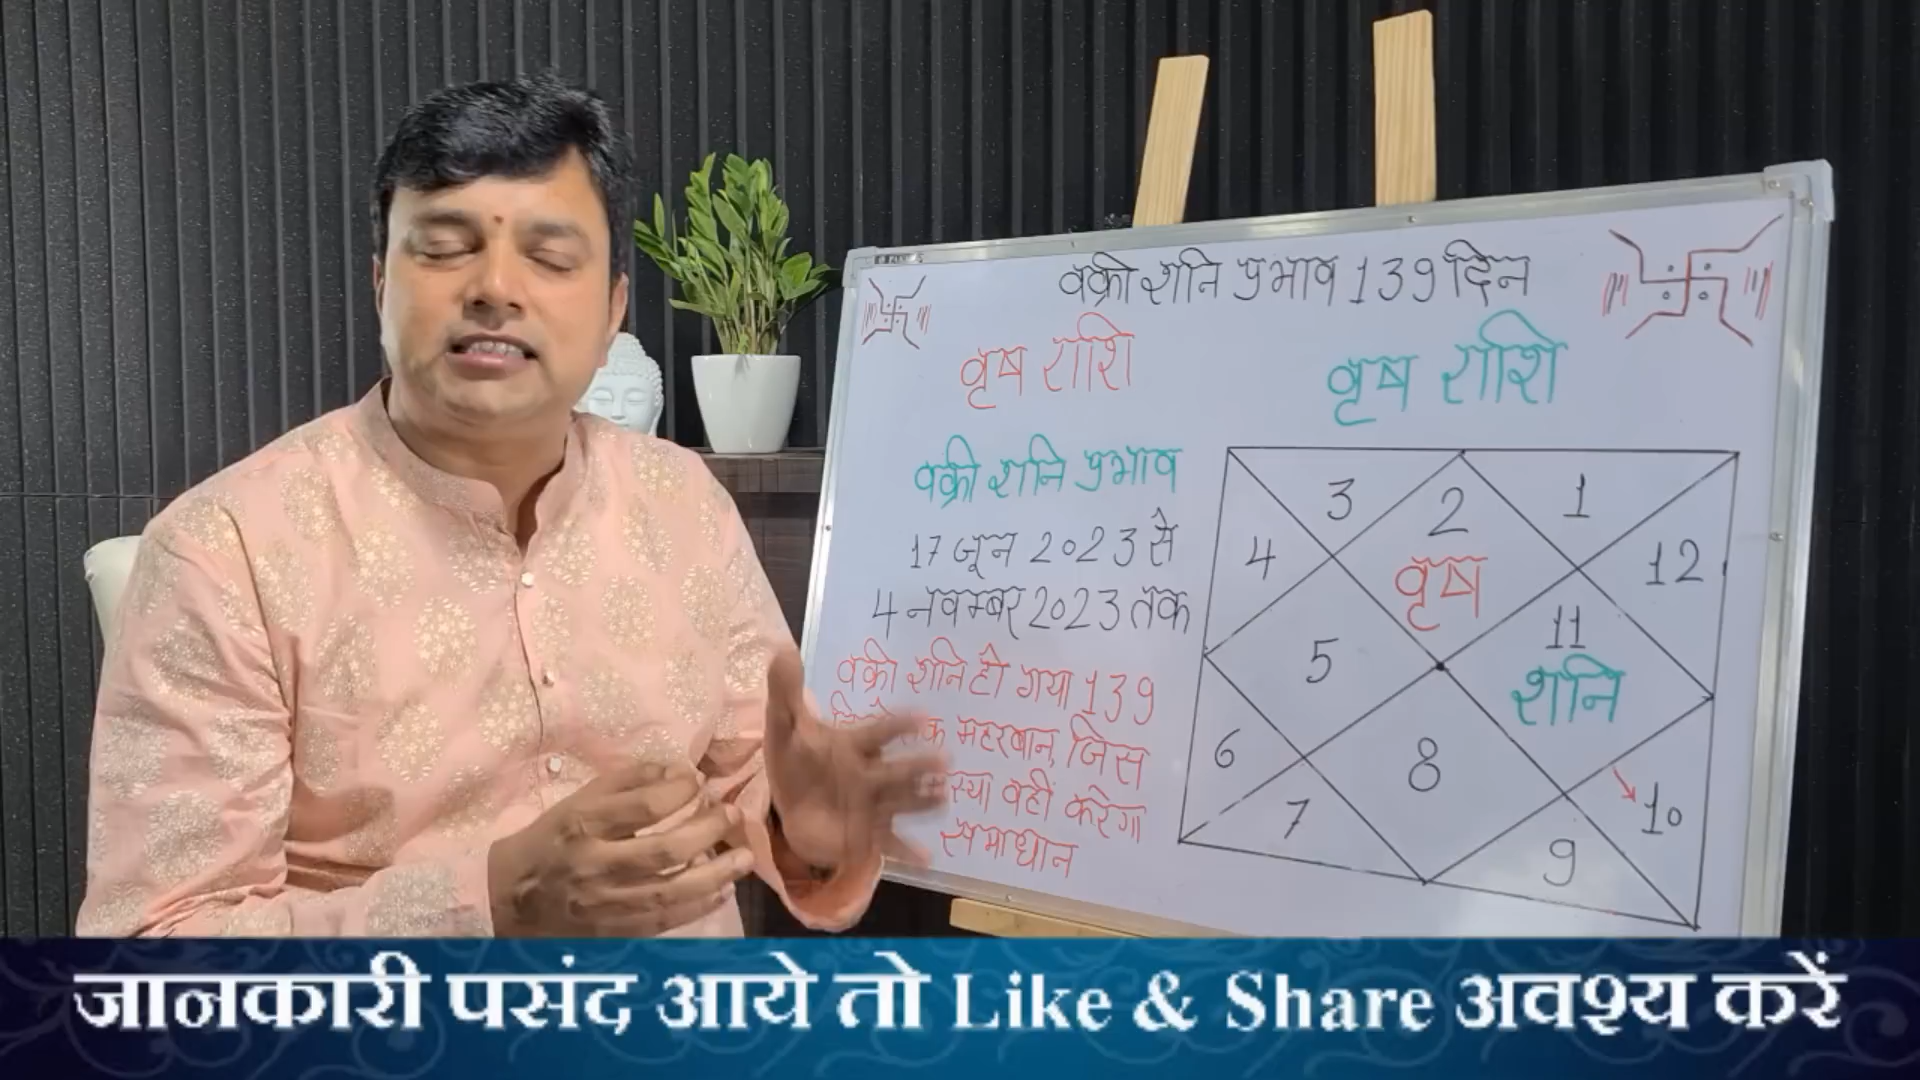 वक्री शनि प्रभाव 139 दिन
वृष राशि
वक्री शनि प्रभाव
17 जून 2023 से
4 नवम्बर 2023 तक
वक्री शनि हो गया 139
महरबान, जिस
वहीं करेगा
समाधान
वृष राशि
3 2 1
4 12
वृष
11
5
शनि
6 8
7 10
9
जानकारी पसंद आये तो Like & Share अवश्य करें